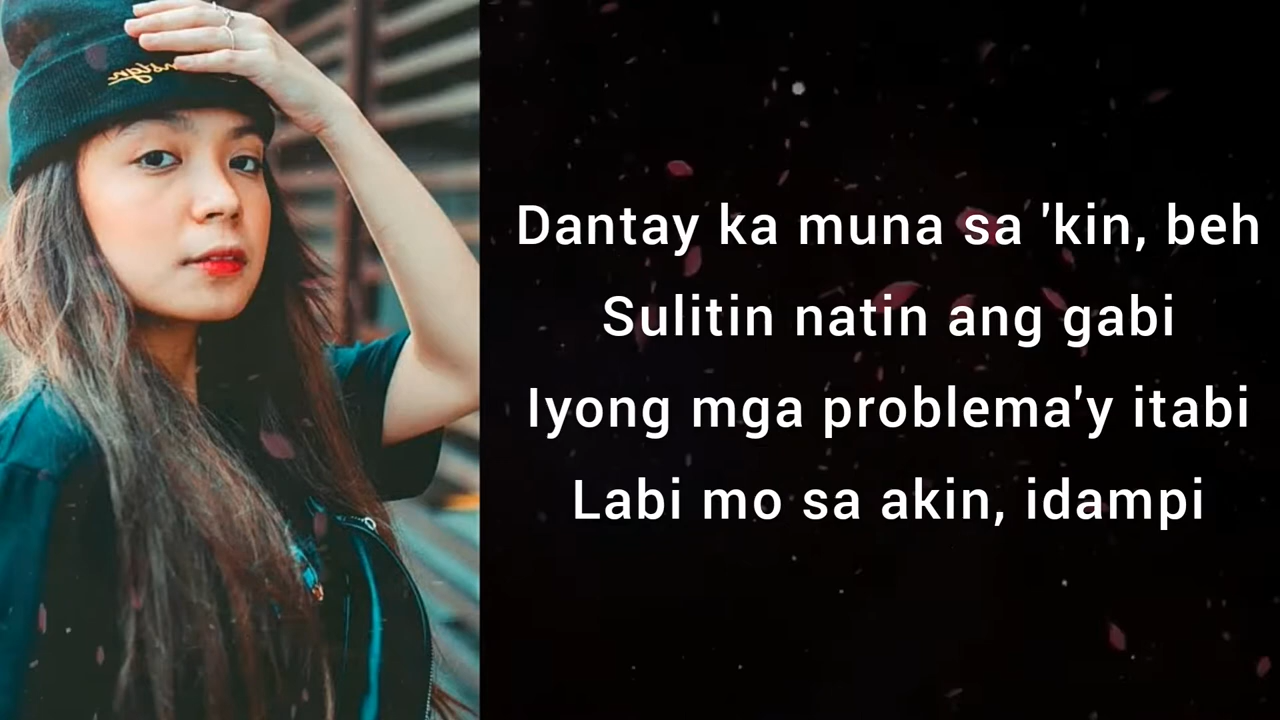 Dantay ka muna sa 'kin, beh
Sulitin natin ang gabi
Iyong mga problema'y itabi
Labi mo sa akin, idampi